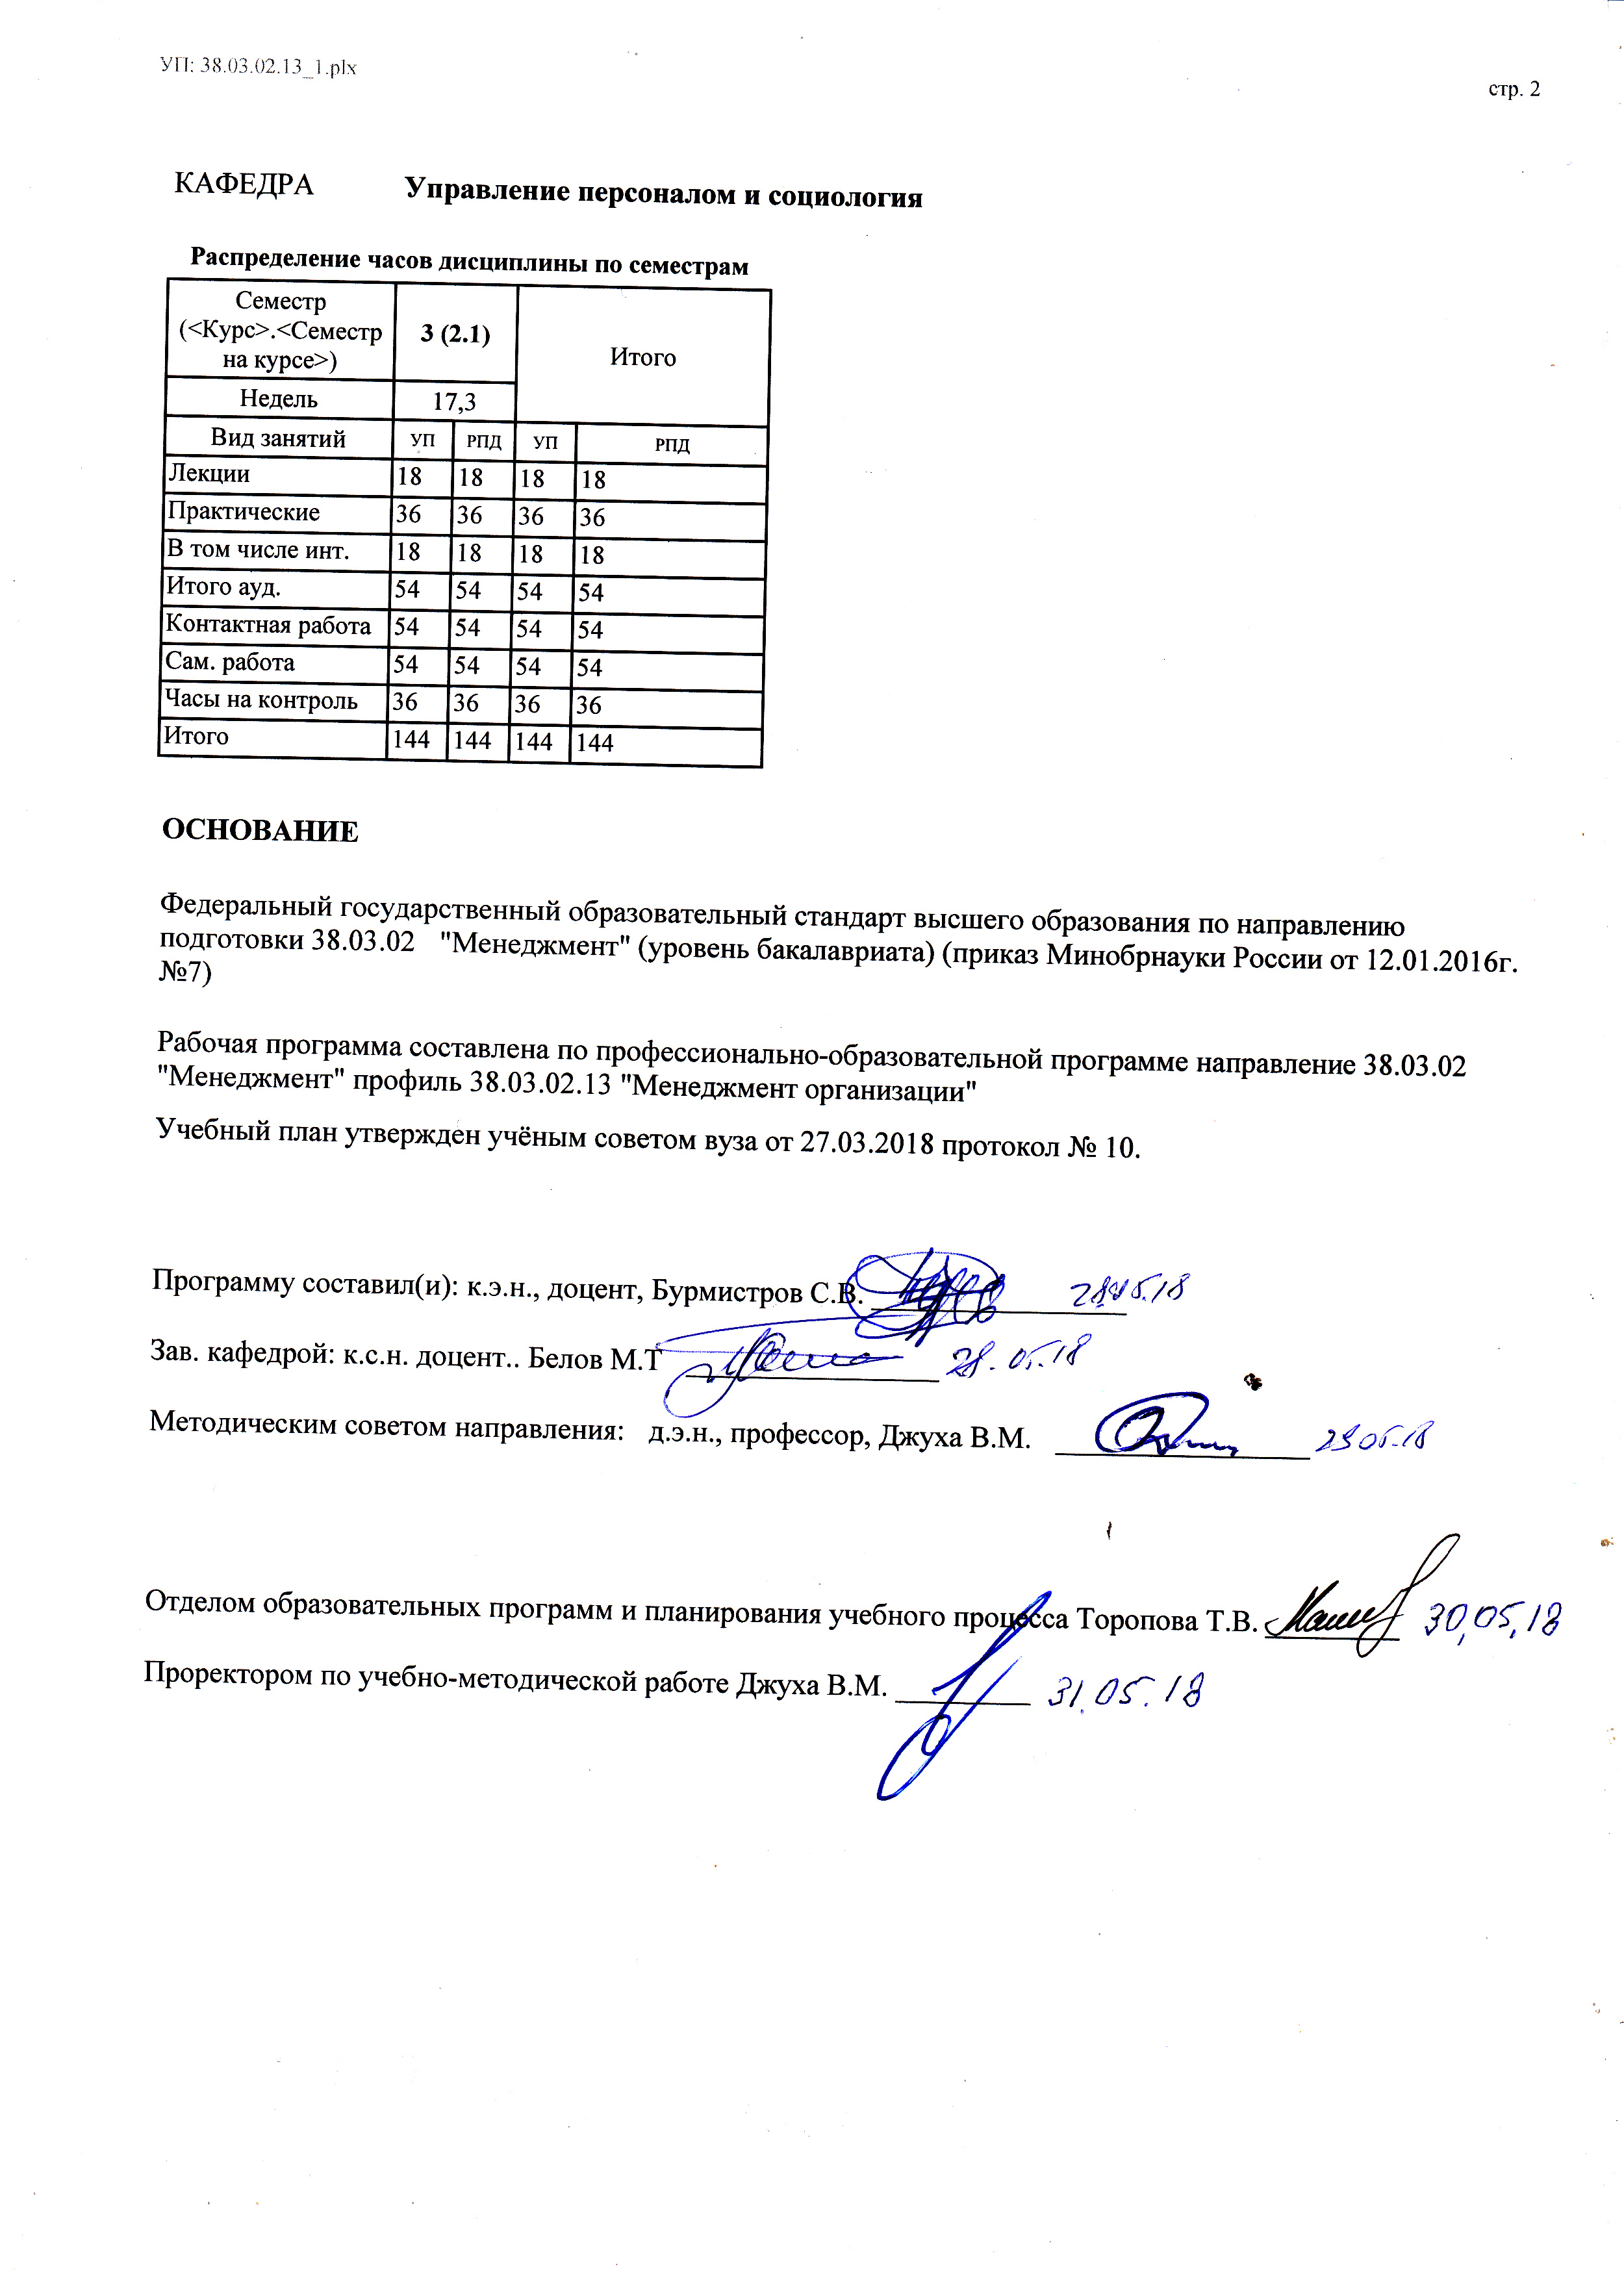 УП: 38.03.02.13_1.plx
стр. 2
КАФЕДРА Управление персоналом и социология
Распределение часов дисциплины по семестрам
Семестр
(<Курс>.<Семестр
на курсе>)
3 (2.1)
Итого
Недель 17,3
Вид занятий УП РПД УП РПД
Лекции 18 18 18 18
Практические 36 36 36 36
В том числе инт. 18 18 18 18
Итого ауд. 54 54 54 54
Контактная работа 54 54 54 54
Сам. работа 54 54 54 54
Часы на контроль 36 36 36 36
Итого 144 144 144 144
ОСНОВАНИЕ
Федеральный государственный образовательный стандарт высшего образования по направлению
подготовки 38.03.02 "Менеджмент" (уровень бакалавриата) (приказ Минобрнауки России от 12.01.2016г.
№7)
Рабочая программа составлена по профессионально-образовательной программе направление 38.03.02
"Менеджмент" профиль 38.03.02.13 "Менеджмент организации"
Учебный план утвержден учёным советом вуза от 27.03.2018 протокол № 10.
Программу составил(и): к.э.н., доцент, Бурмистров С.В.
Зав. кафедрой: к.с.н. доцент.. Белов М.Т 28.05.18
Методическим советом направления: д.э.н., профессор, Джуха В.М.
Отделом образовательных программ и планирования учебного процесса Торопова Т.В. 30,05,18
Проректором по учебно-методической работе Джуха В.М. 31.05.18